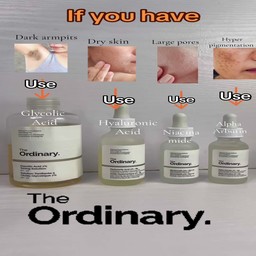 If you have
Dark armpits
Dry skin
Large pores
Hyper
pigmentation
Use
Use
Use
Use
Glycolic
Acid
Hyaluronic
Acid
Niacina
mide
Alpha
Arbutin
The
Ordinary.
The
Ordinary.
The
Ordinary.
The
Ordinary.
The
Ordinary.